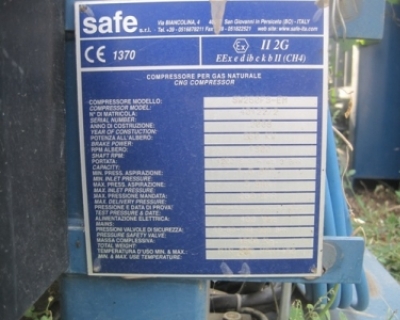 safe
s.r.l.
Via BIANCOLINA, 4 San Giovanni in Persiceto (BO) - ITALY
CE 1370
Ex II 2G
EEx e d ib c k b II (CH4)
COMPRESSORE PER GAS NATURALE
CNG COMPRESSOR
COMPRESSORE MODELLO:
COMPRESSOR MODEL:
N° DI MATRICOLA:
SERIAL NUMBER:
ANNO DI COSTRUZIONE:
YEAR OF CONSTUCTION:
POTENZA ALBERO:
BRAKE POWER:
RPM ALBERO:
SHAFT RPM:
PORTATA:
CAPACITY:
MIN. PRESS. ASPIRAZIONE:
MIN. INLET PRESSURE:
MAX. PRESS. ASPIRAZIONE:
MAX. INLET PRESSURE:
MAX. PRESSIONE MANDATA:
MAX. DELIVERY PRESSURE:
PRESSIONE E DATA DI PROVA:
TEST PRESSURE & DATE:
ALIMENTAZIONE ELETTRICA:
MAINS:
PRESSIONI VALVOLE DI SICUREZZA:
PRESSURE SAFETY VALVE:
MASSA COMPLESSIVA:
TOTAL WEIGHT
TEMPERATURA D'USO MIN. & MAX.:
MIN. & MAX. USE TEMPERATURE: